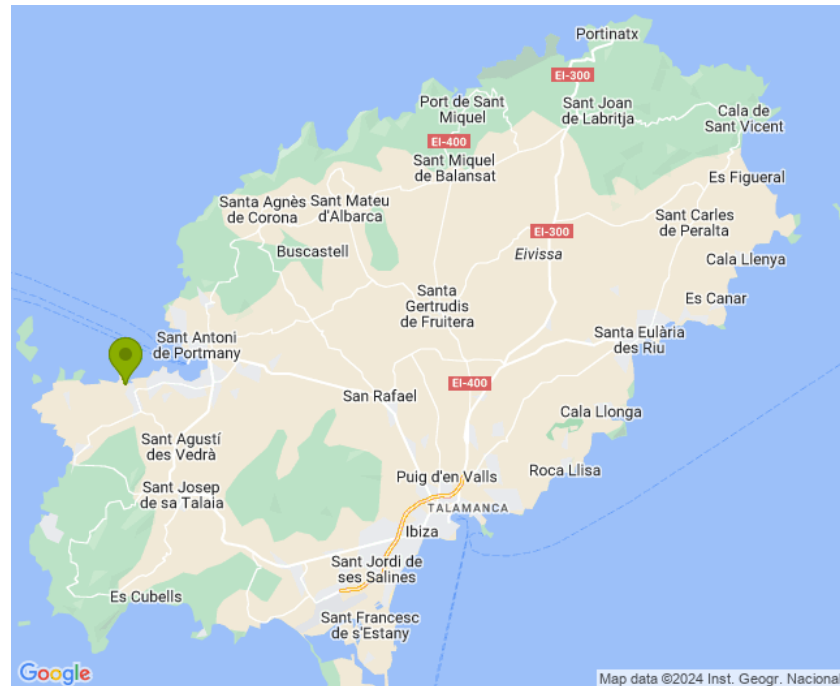 Portinatx
EI-300
Port de Sant
Miquel
Sant Joan
de Labritja
Cala de
Sant Vicent
EI-400
Sant Miquel
de Balansat
Es Figueral
Santa Agnès
de Corona
Sant Mateu
d'Albarca
Sant Carles
de Peralta
EI-300
Buscastell
Eivissa
Cala Llenya
Santa
Gertrudis
de Fruitera
Es Canar
Sant Antoni
de Portmany
Santa Eulària
des Riu
EI-400
San Rafael
Cala Llonga
Sant Agustí
des Vedrà
Roca Llisa
Puig d'en Valls
Sant Josep
de sa Talaia
TALAMANCA
Ibiza
Sant Jordi de
ses Salines
Es Cubells
Sant Francesc
de s'Estany
Google
Map data ©2024 Inst. Geogr. Nacional